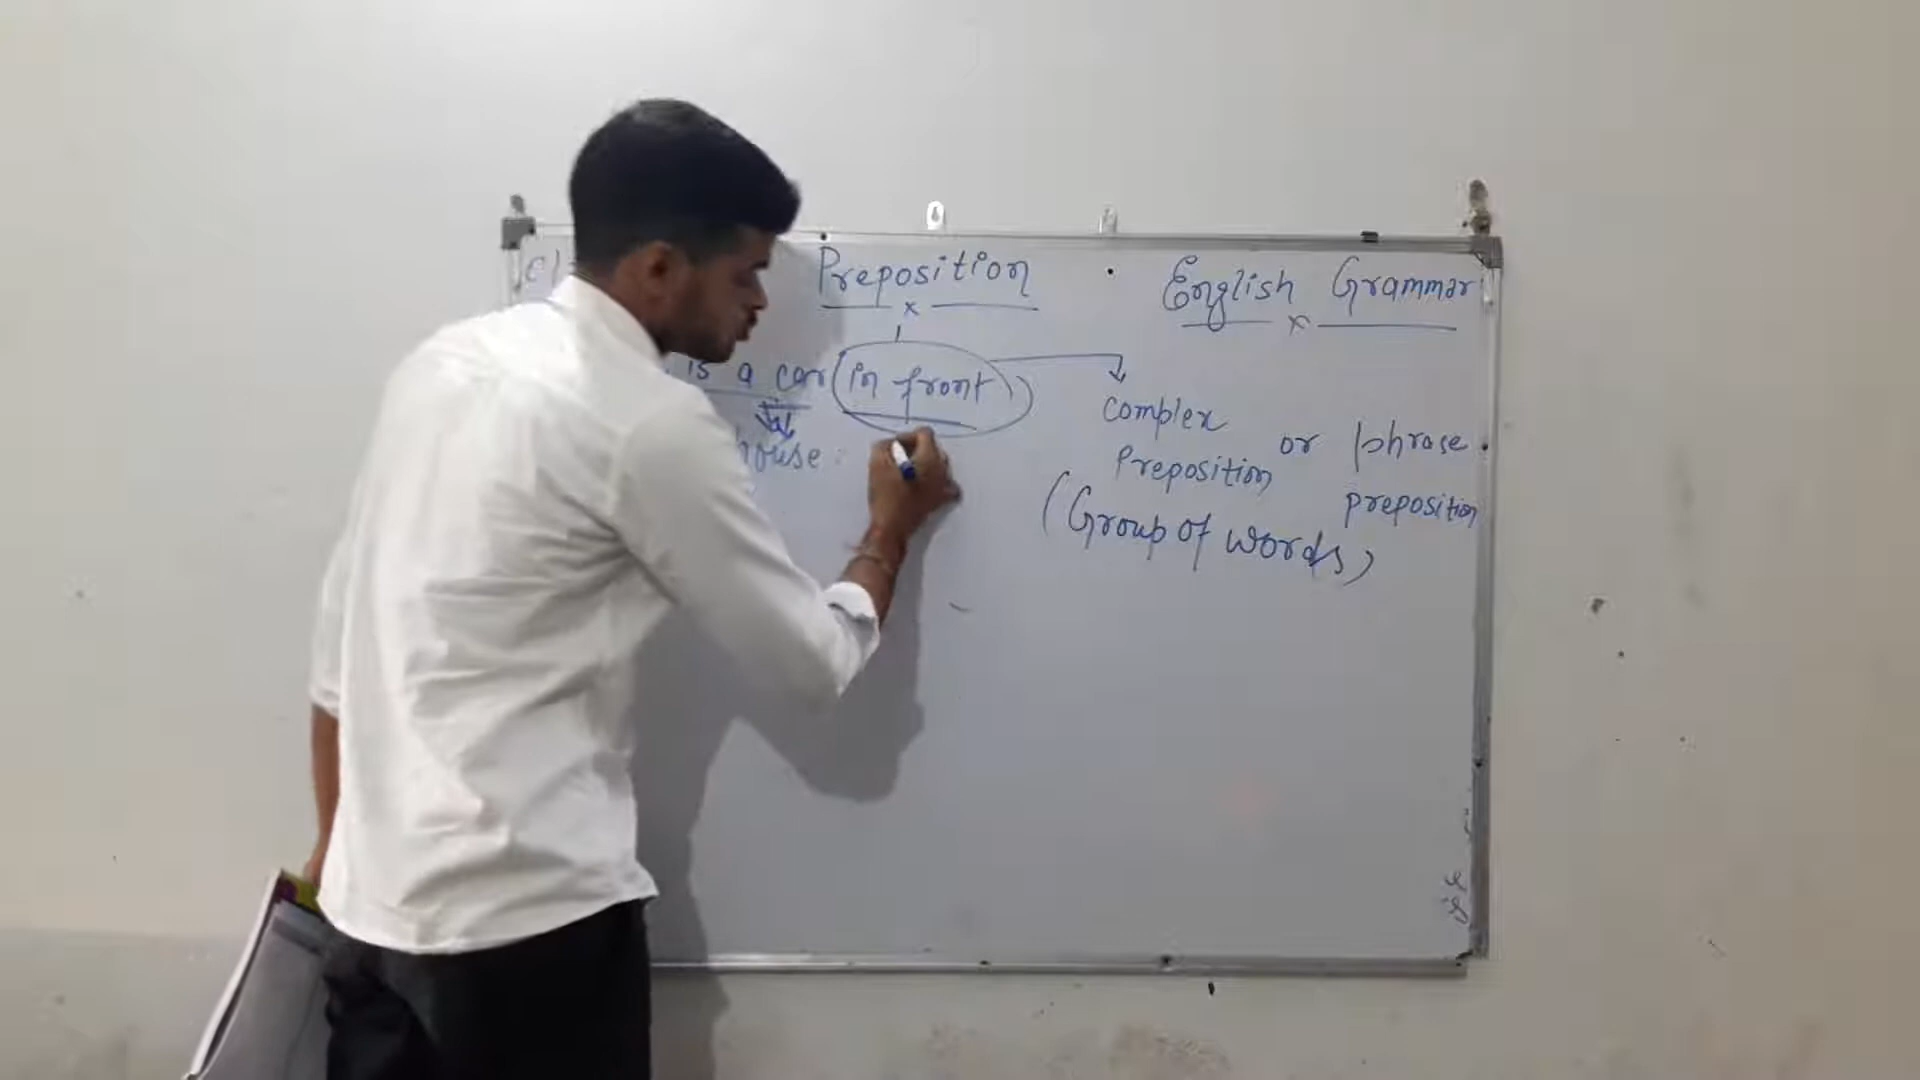 Preposition
English Grammar
is a car (in front)
house
complex
Preposition or phrase
preposition
(Group of words)